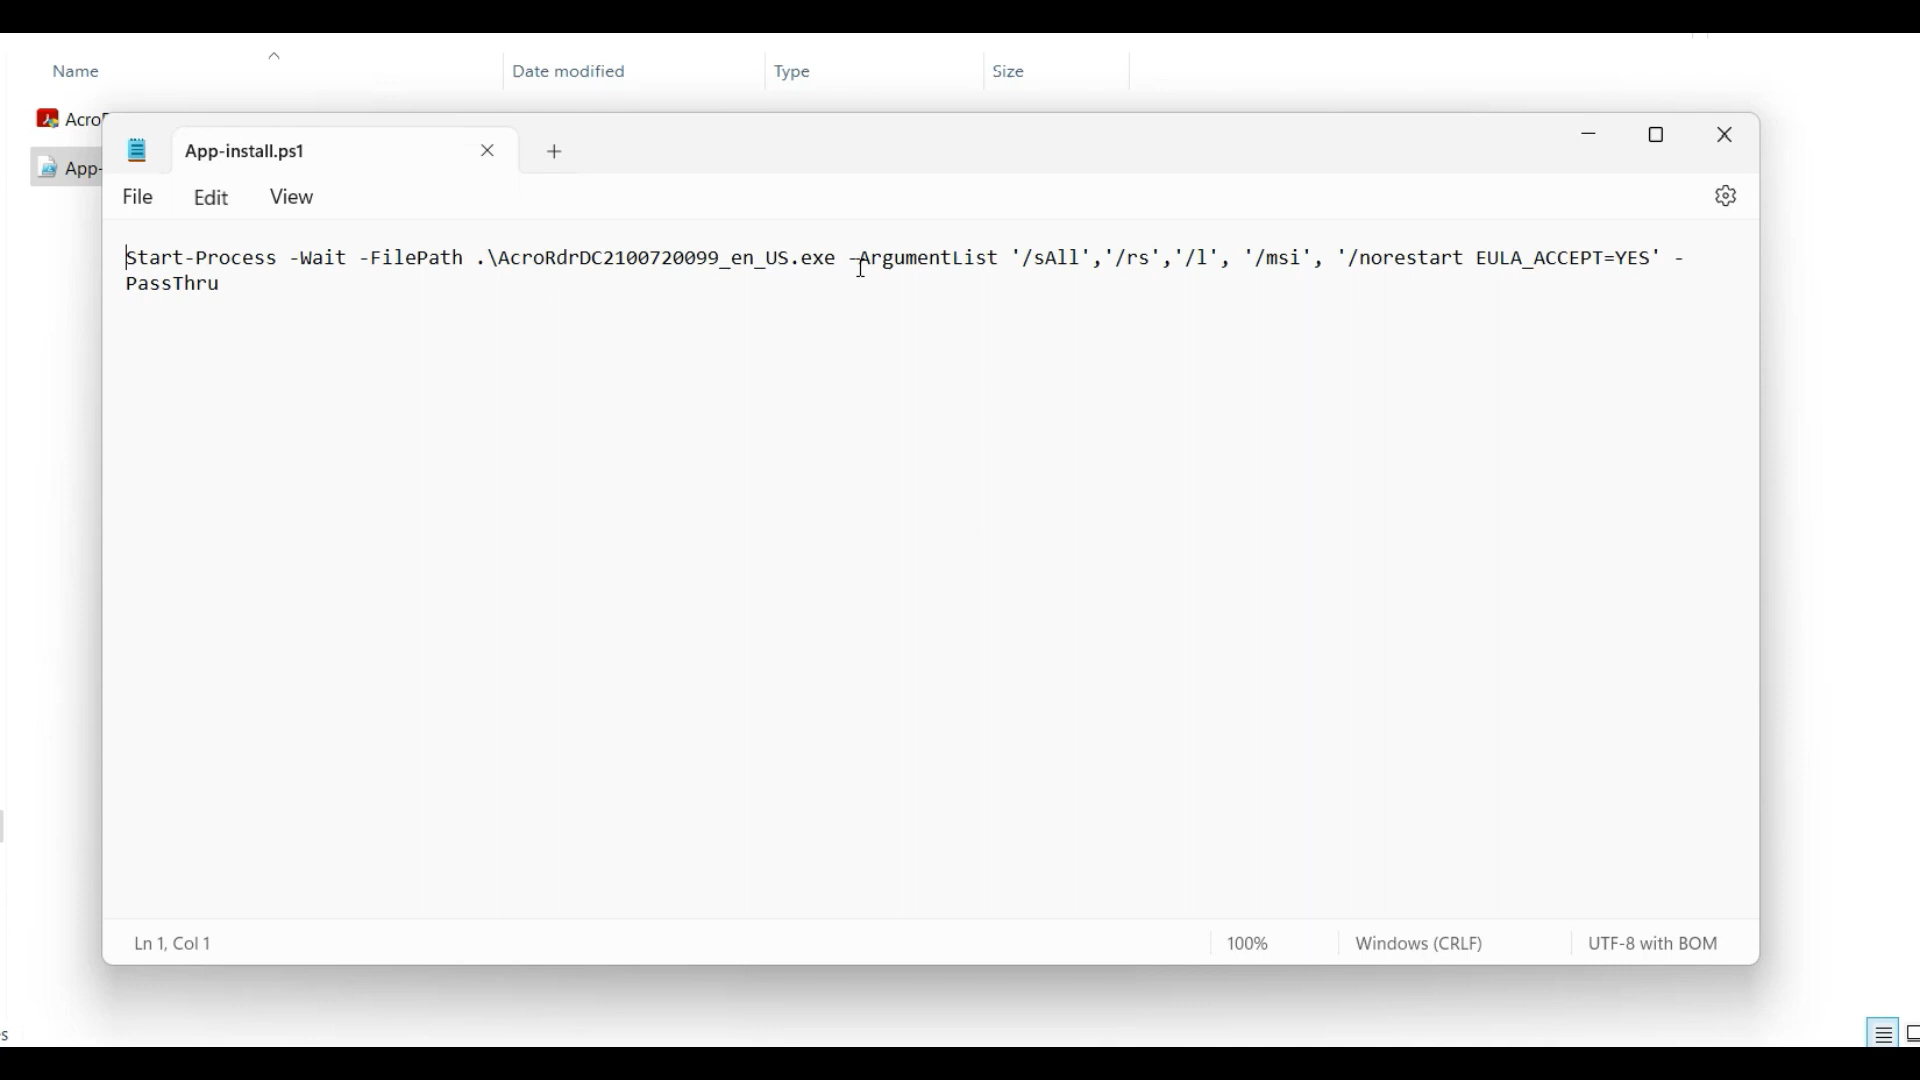 Name Date modified Type Size
Acro
App-install.ps1
App-
File Edit View
Start-Process -Wait -FilePath .\AcroRdrDC2100720099_en_US.exe -ArgumentList '/sAll','/rs','/l', '/msi', '/norestart EULA_ACCEPT=YES' -
PassThru
Ln 1, Col 1 100% Windows (CRLF) UTF-8 with BOM
s